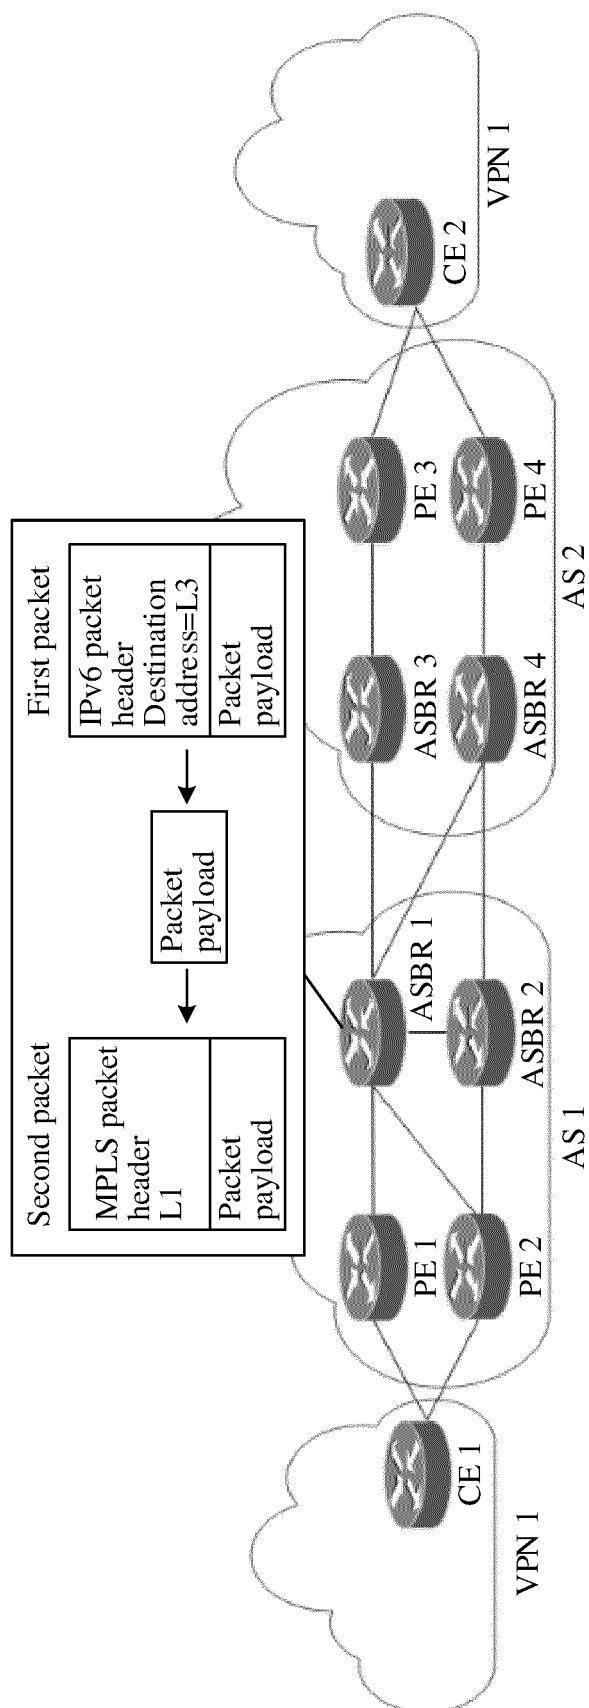 Second packet
MPLS packet
header
L1
Packet
payload
Packet
payload
First packet
IPv6 packet
header
Destination
address=L3
Packet
payload
PE 1
ASBR 1
ASBR 3
PE 3
CE 1
CE 2
PE 2
ASBR 2
ASBR 4
PE 4
VPN 1
AS 1
AS 2
VPN 1